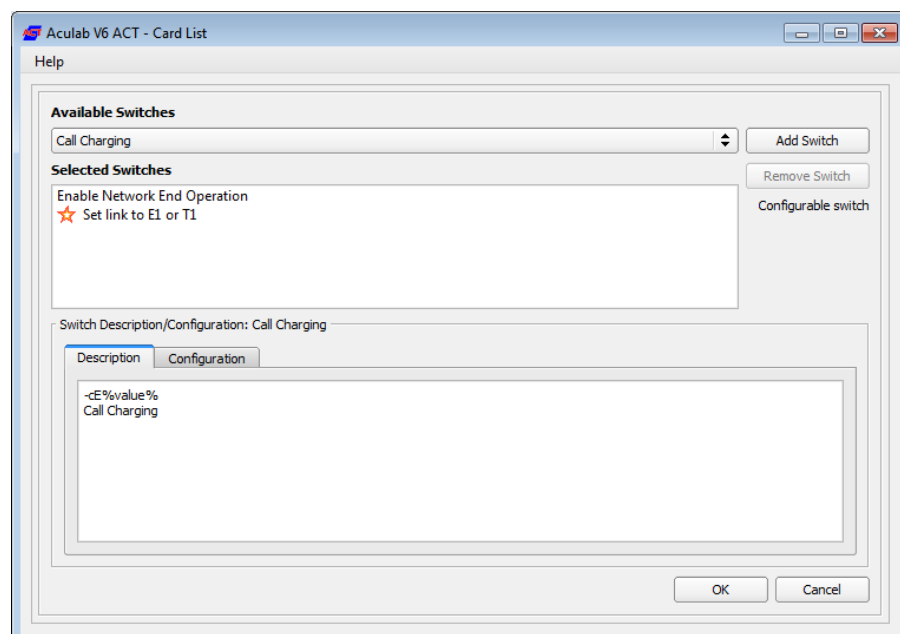 Aculab V6 ACT - Card List
Help
Available Switches
Call Charging
Add Switch
Selected Switches
Remove Switch
Enable Network End Operation
Set link to E1 or T1
Configurable switch
Switch Description/Configuration: Call Charging
Description Configuration
-cE%value%
Call Charging
OK Cancel